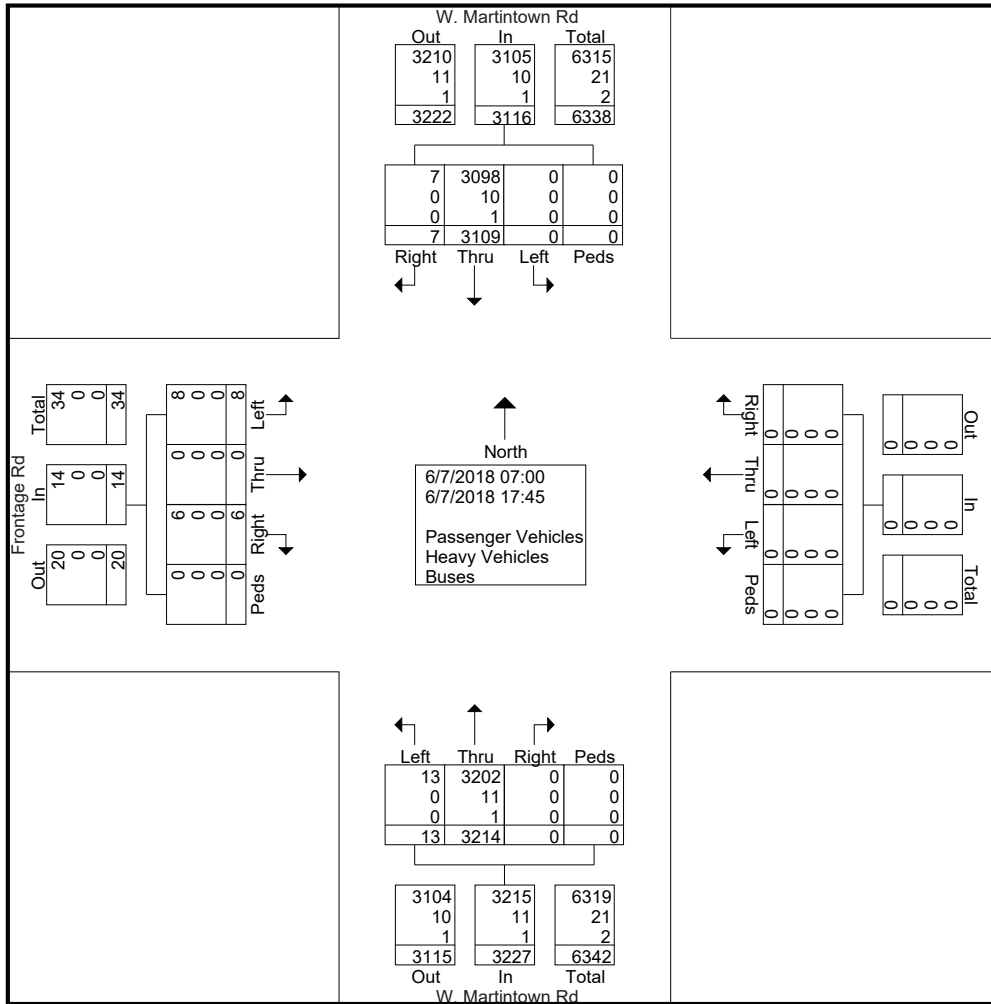 W. Martintown Rd
Out In Total
3210 3105 6315
11 10 21
1 1 2
3222 3116 6338
7 3098 0 0
0 10 0 0
0 1 0 0
7 3109 0 0
Right Thru Left Peds
Frontage Rd
Total In Out
34 14 20
0 0 0
0 0 0
34 14 20
8 0 6 0
0 0 0 0
0 0 0 0
8 0 6 0
Left Thru Right Peds
North
6/7/2018 07:00
6/7/2018 17:45
Passenger Vehicles
Heavy Vehicles
Buses
Right Thru Left Peds
0 0 0 0
0 0 0 0
0 0 0 0
0 0 0 0
Out In Total
0 0 0
0 0 0
0 0 0
0 0 0
Left Thru Right Peds
13 3202 0 0
0 11 0 0
0 1 0 0
13 3214 0 0
3104 3215 6319
10 11 21
1 1 2
3115 3227 6342
Out In Total
W. Martintown Rd